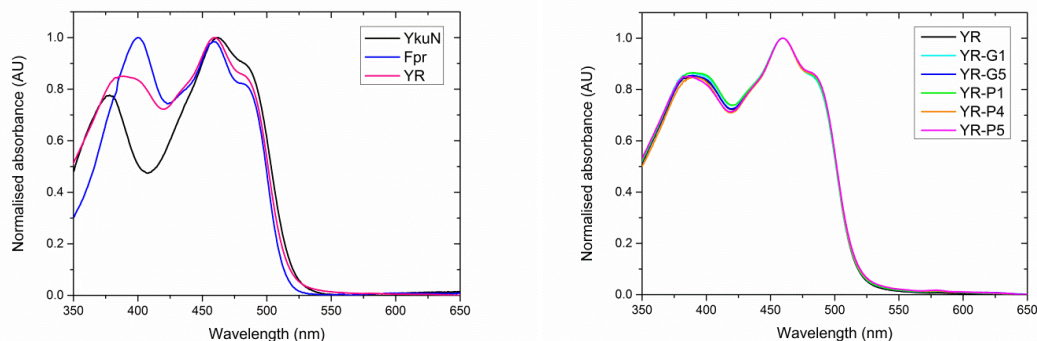 1.0
0.8
0.6
0.4
0.2
0.0
Normalised absorbance (AU)
350 400 450 500 550 600 650
Wavelength (nm)
YkuN
Fpr
YR
1.0
0.8
0.6
0.4
0.2
0.0
Normalised absorbance (AU)
350 400 450 500 550 600 650
Wavelength (nm)
YR
YR-G1
YR-G5
YR-P1
YR-P4
YR-P5